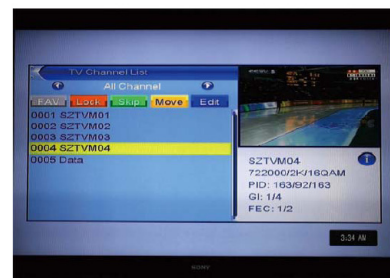 TV Channel List
All Channel
FAV Lock Skip Move Edit
0001 SZTVM01
0002 SZTVM02
0003 SZTVM03
0004 SZTVM04
0005 Data
SZTVM04
722000/2K/16QAM
PID: 163/92/163
GI: 1/4
FEC: 1/2
3:34 AM
SONY